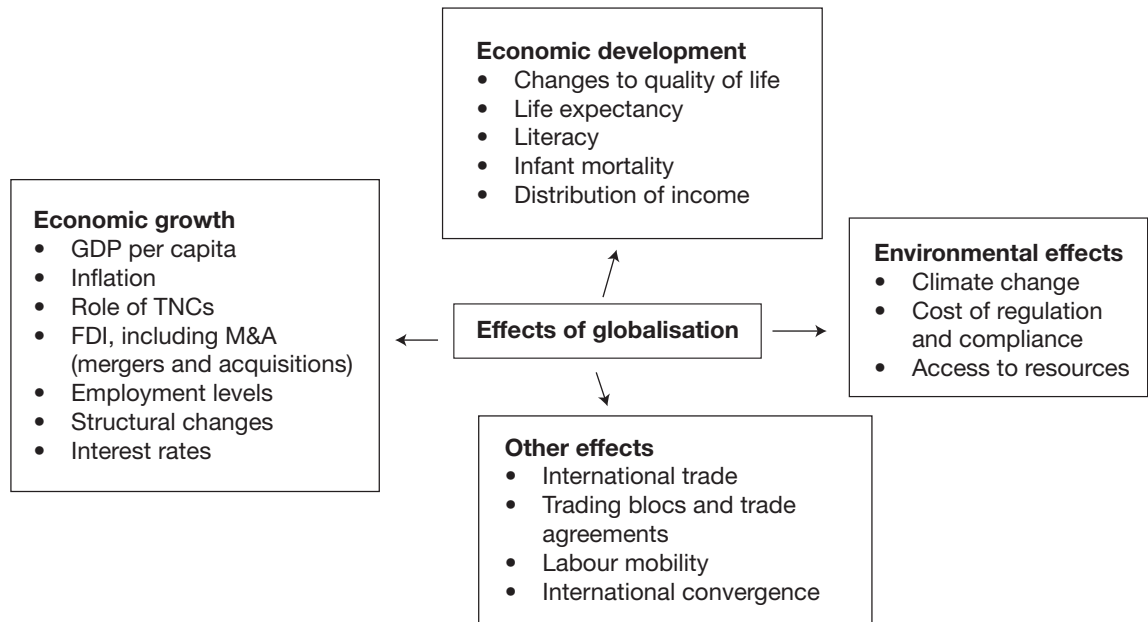 Economic development
• Changes to quality of life
• Life expectancy
• Literacy
• Infant mortality
• Distribution of income
Economic growth
• GDP per capita
• Inflation
• Role of TNCs
• FDI, including M&A
(mergers and acquisitions)
• Employment levels
• Structural changes
• Interest rates
Effects of globalisation
Environmental effects
• Climate change
• Cost of regulation
and compliance
• Access to resources
Other effects
• International trade
• Trading blocs and trade
agreements
• Labour mobility
• International convergence